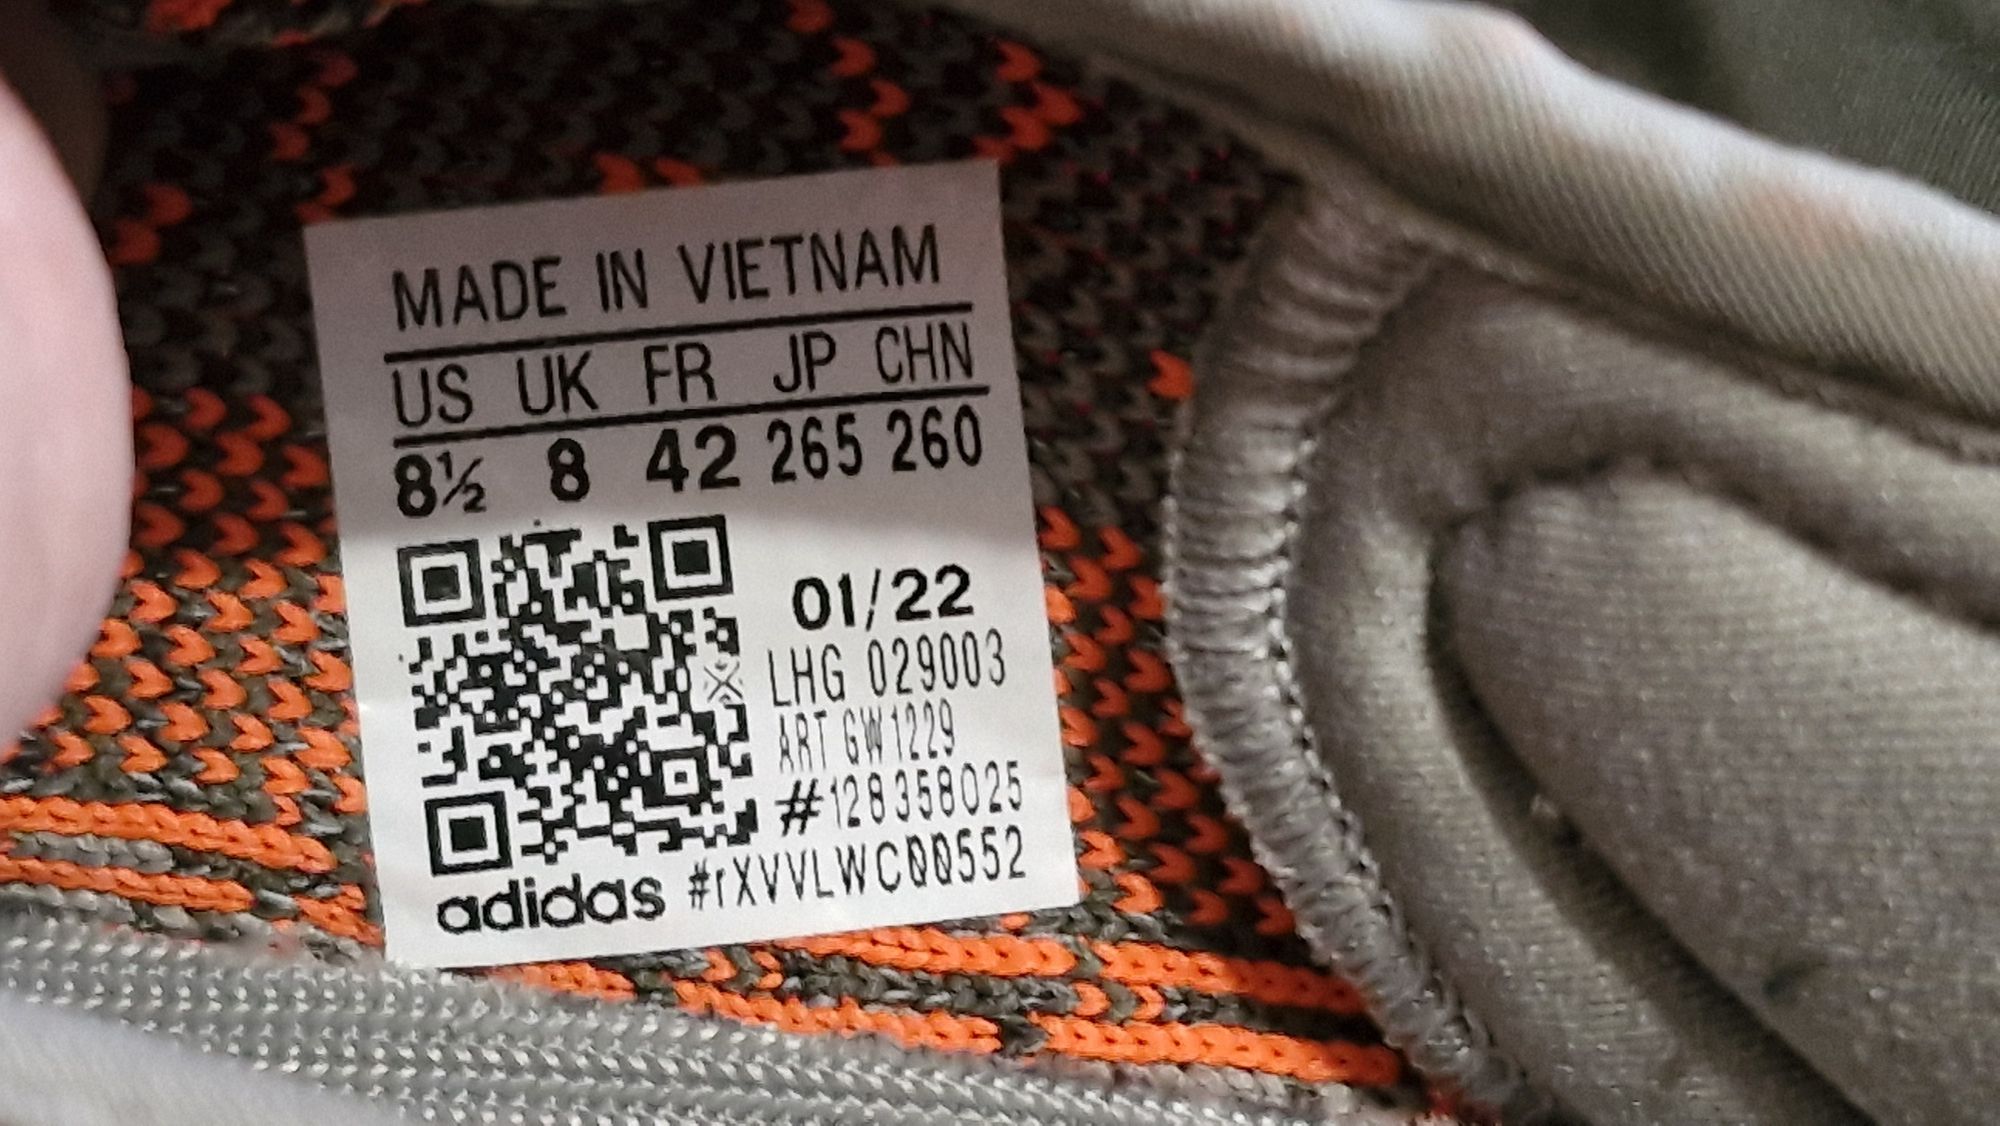 MADE IN VIETNAM
US UK FR JP CHN
8½ 8 42 265 260
01/22
LHG 029003
ART GW1229
#128358025
adidas #rXVVLWC00552